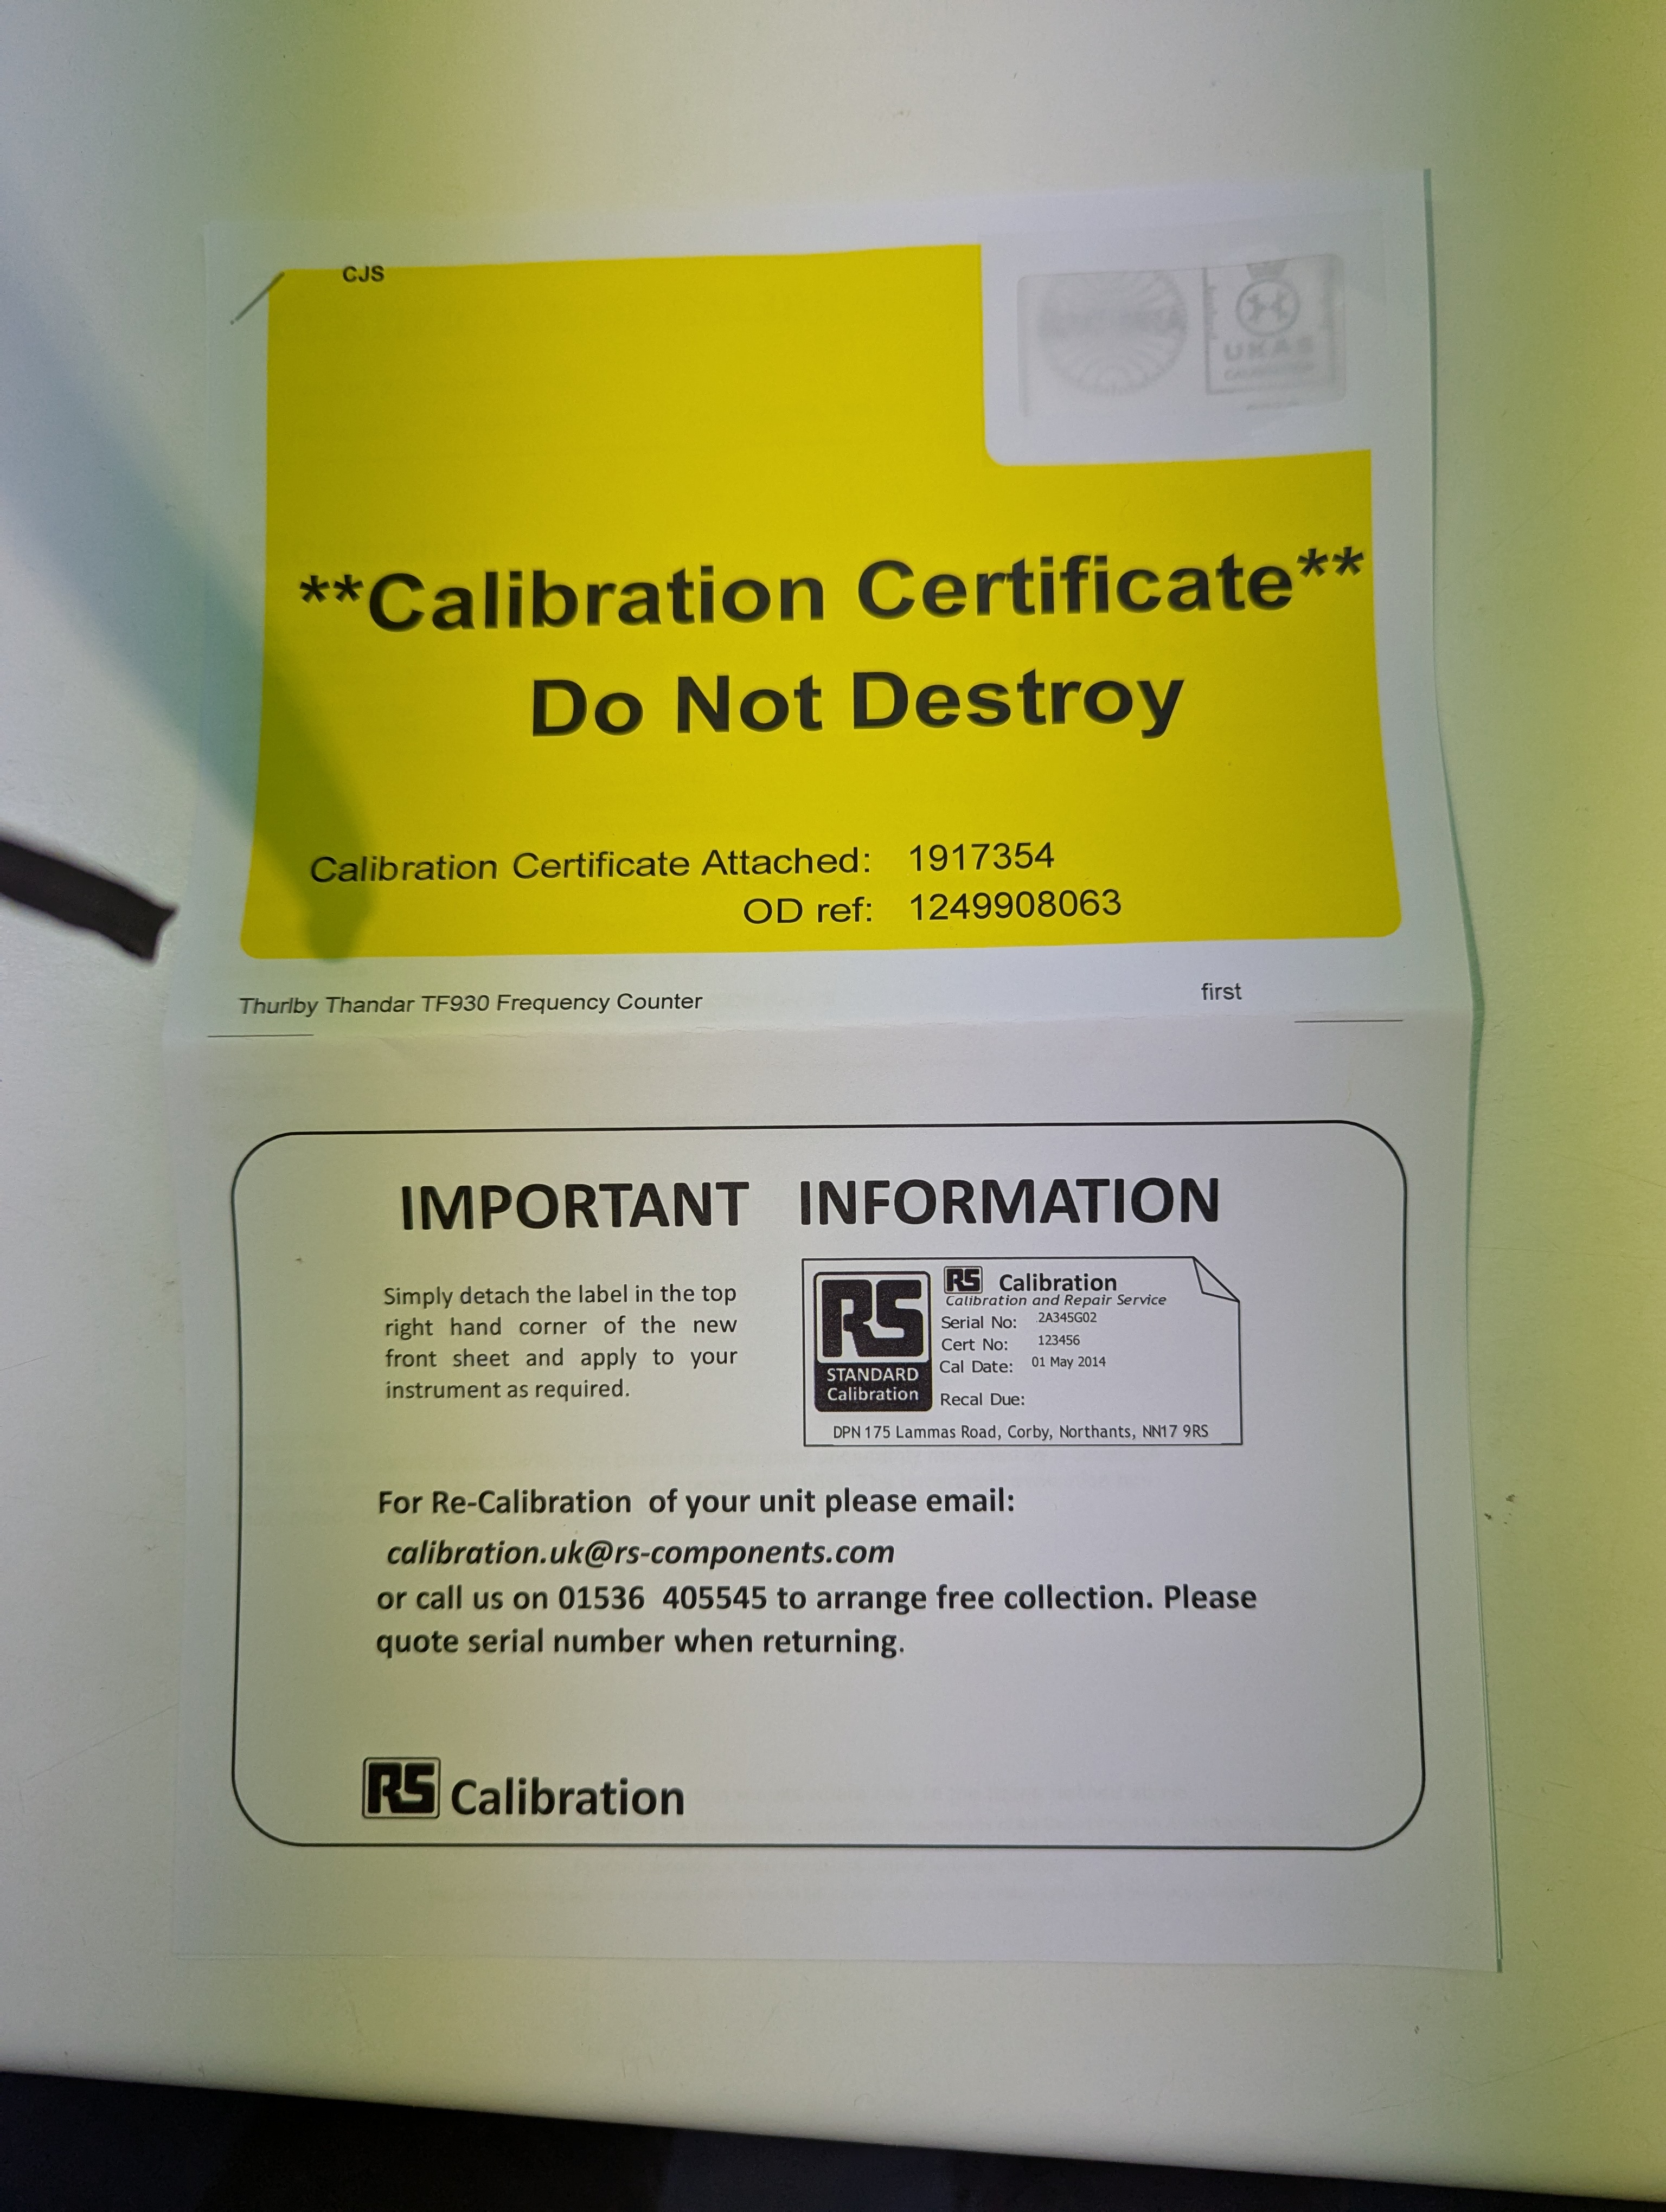 CJS
UKAS
**Calibration Certificate**
Do Not Destroy
Calibration Certificate Attached: 1917354
OD ref: 1249908063
Thurlby Thandar TF930 Frequency Counter
first
IMPORTANT INFORMATION
Simply detach the label in the top
right hand corner of the new
front sheet and apply to your
instrument as required.
RS
STANDARD
Calibration
RS Calibration
Calibration and Repair Service
Serial No: 2A345G02
Cert No: 123456
Cal Date: 01 May 2014
Recal Due:
DPN 175 Lammas Road, Corby, Northants, NN17 9RS
For Re-Calibration of your unit please email:
calibration.uk@rs-components.com
or call us on 01536 405545 to arrange free collection. Please
quote serial number when returning.
RS Calibration